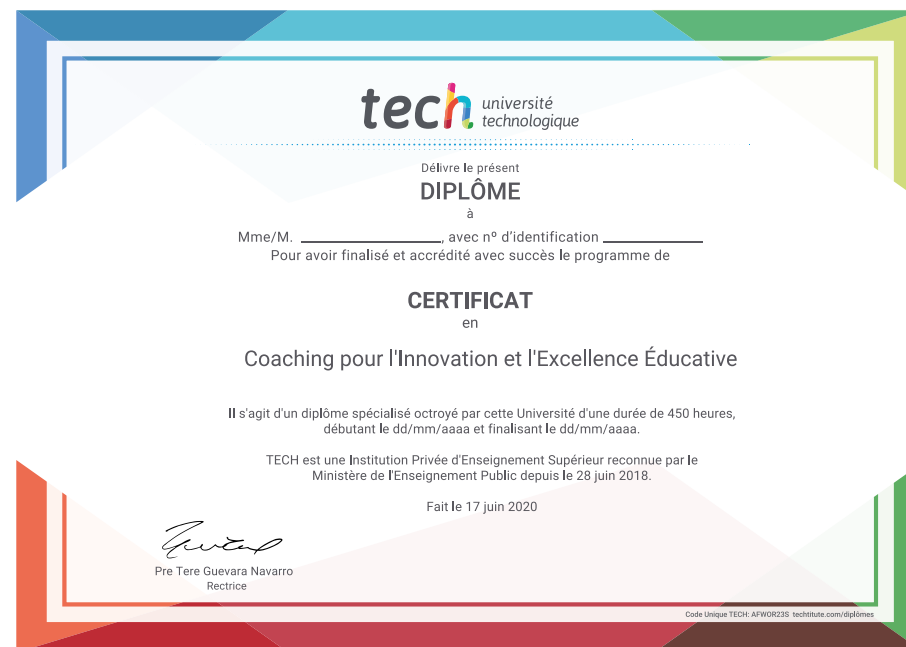 tech université
technologique
Délivre le présent
DIPLÔME
à
Mme/M. ____________________, avec nº d'identification ______________
Pour avoir finalisé et accrédité avec succès le programme de
CERTIFICAT
en
Coaching pour l'Innovation et l'Excellence Éducative
Il s'agit d'un diplôme spécialisé octroyé par cette Université d'une durée de 450 heures,
débutant le dd/mm/aaaa et finalisant le dd/mm/aaaa.
TECH est une Institution Privée d'Enseignement Supérieur reconnue par le
Ministère de l'Enseignement Public depuis le 28 juin 2018.
Fait le 17 juin 2020
Pre Tere Guevara Navarro
Rectrice
Code Unique TECH: AFWOR23S techtitute.com/diplômes